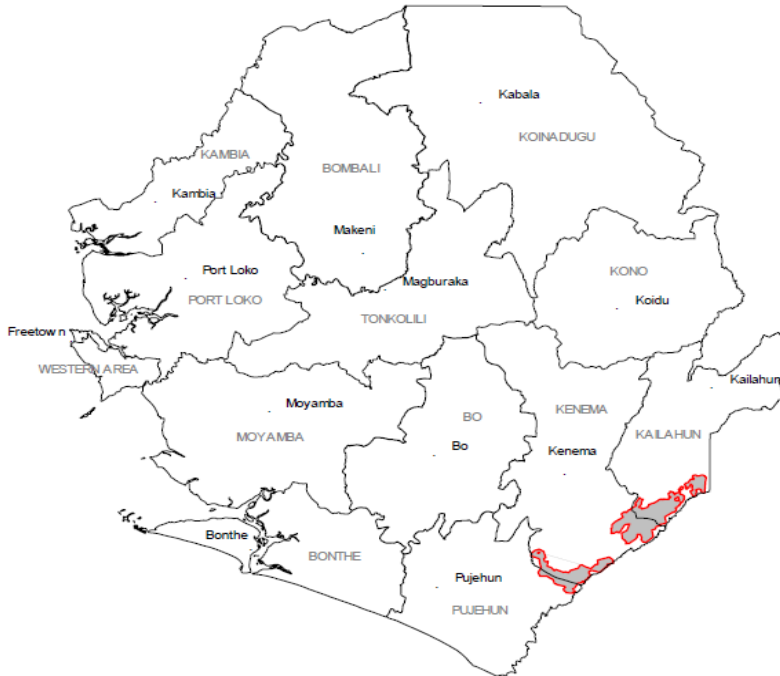 Kabala
KOINADUGU
KAMBIA
BOMBALI
Kambia
Makeni
Port Loko
KONO
Magburaka
PORT LOKO
Koidu
TONKOLILI
Freetown
WESTERN AREA
Kailahun
Moyamba
KENEMA
BO
MOYAMBA
KAILAHUN
Bo
Kenema
Bonthe
BONTHE
Pujehun
PUJEHUN